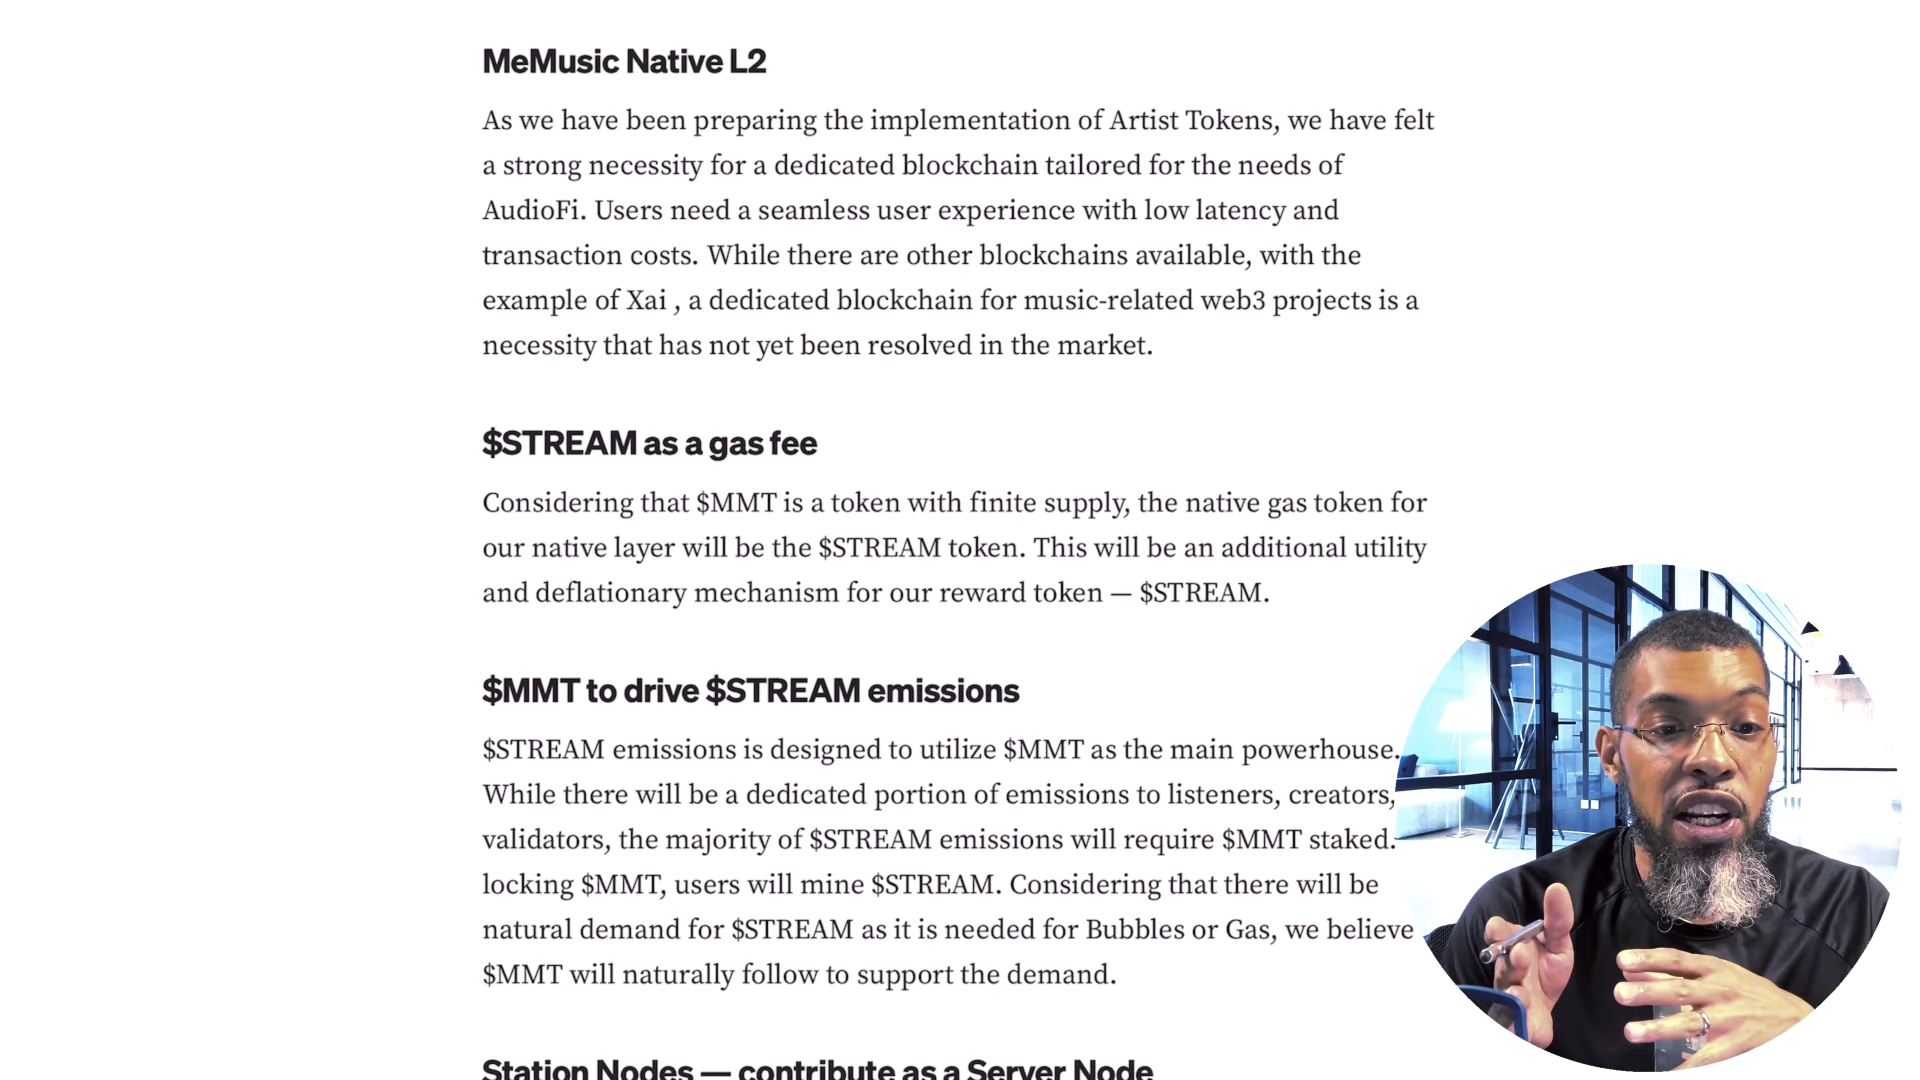 MeMusic Native L2
As we have been preparing the implementation of Artist Tokens, we have felt
a strong necessity for a dedicated blockchain tailored for the needs of
AudioFi. Users need a seamless user experience with low latency and
transaction costs. While there are other blockchains available, with the
example of Xai , a dedicated blockchain for music-related web3 projects is a
necessity that has not yet been resolved in the market.
$STREAM as a gas fee
Considering that $MMT is a token with finite supply, the native gas token for
our native layer will be the $STREAM token. This will be an additional utility
and deflationary mechanism for our reward token — $STREAM.
$MMT to drive $STREAM emissions
$STREAM emissions is designed to utilize $MMT as the main powerhouse.
While there will be a dedicated portion of emissions to listeners, creators,
validators, the majority of $STREAM emissions will require $MMT staked.
locking $MMT, users will mine $STREAM. Considering that there will be
natural demand for $STREAM as it is needed for Bubbles or Gas, we believe
$MMT will naturally follow to support the demand.
Station Nodes — contribute as a Server Node